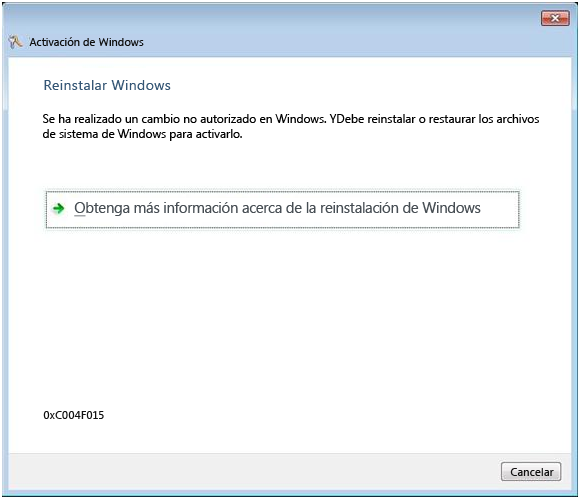 Activación de Windows
Reinstalar Windows
Se ha realizado un cambio no autorizado en Windows. YDebe reinstalar o restaurar los archivos
de sistema de Windows para activarlo.
Obtenga más información acerca de la reinstalación de Windows
0xC004F015
Cancelar